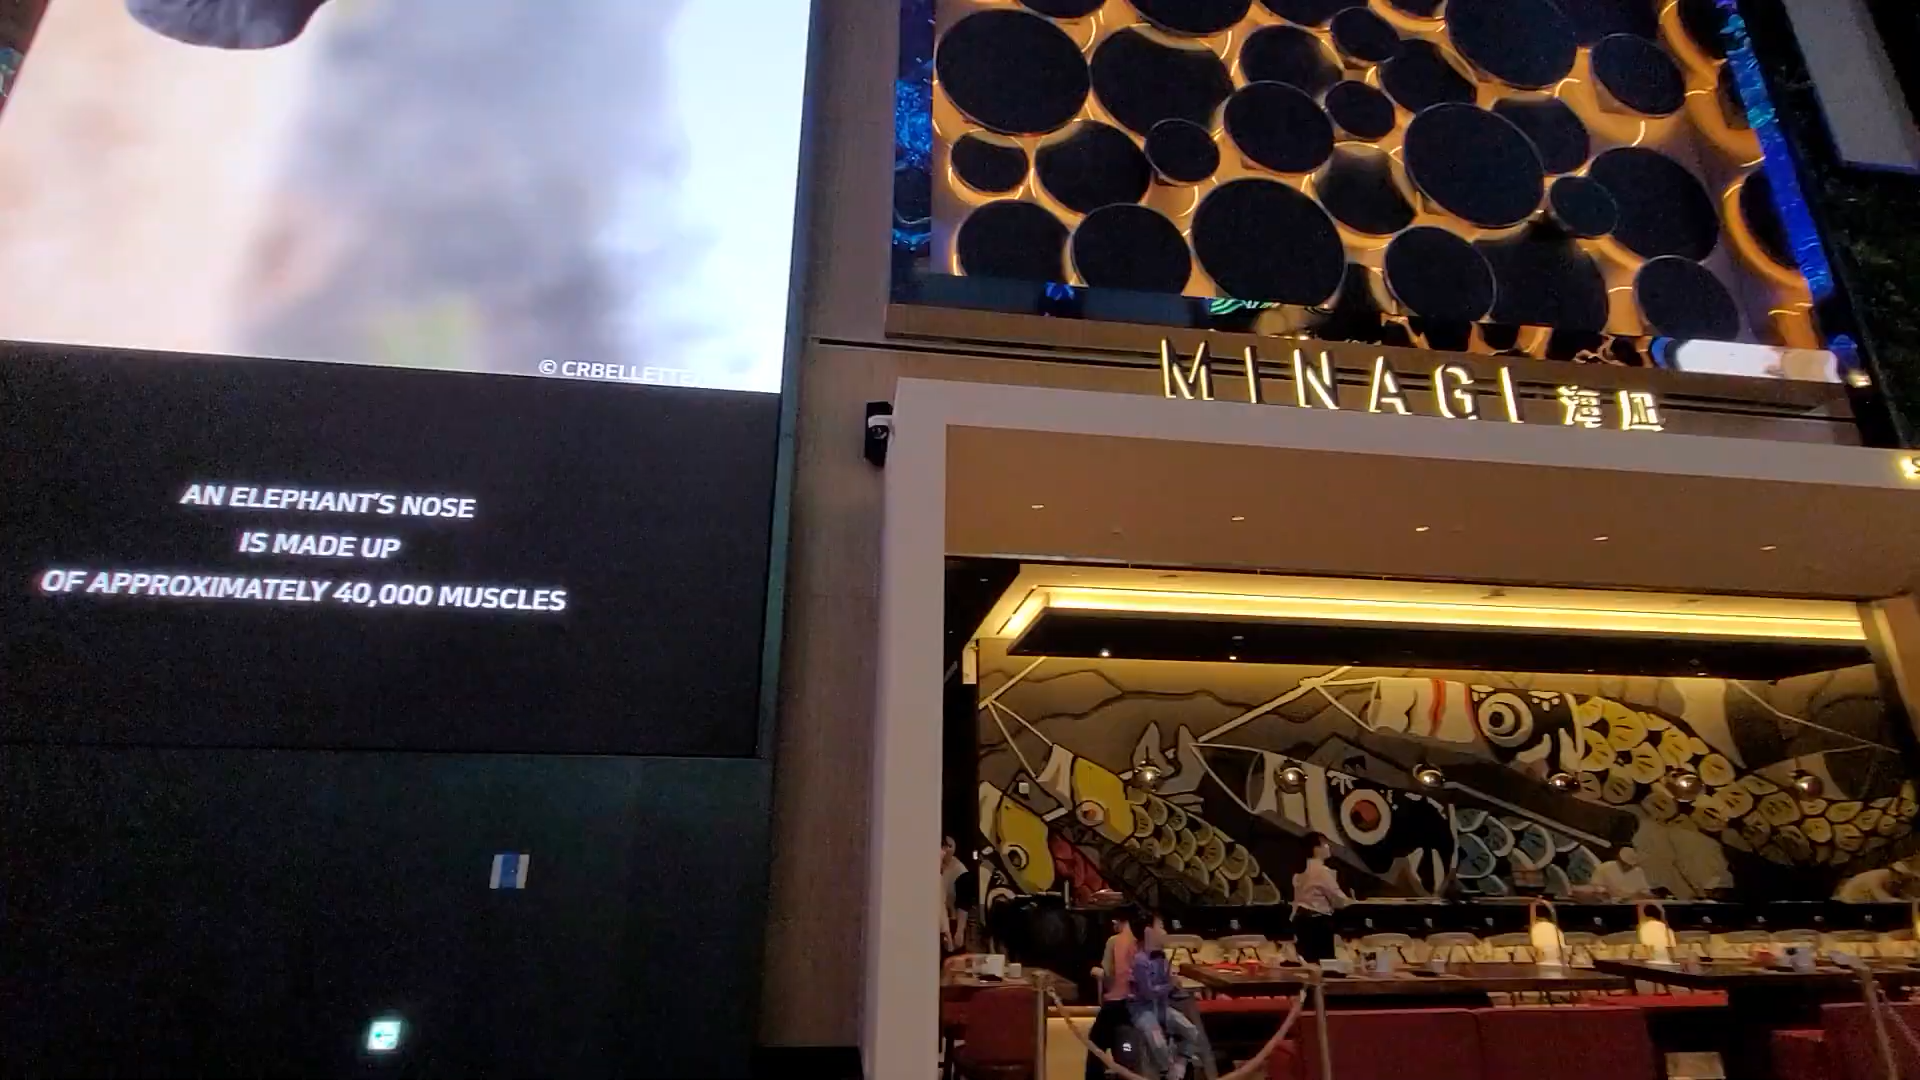 © CRBELLETTE
AN ELEPHANT'S NOSE
IS MADE UP
OF APPROXIMATELY 40,000 MUSCLES
MINAGI